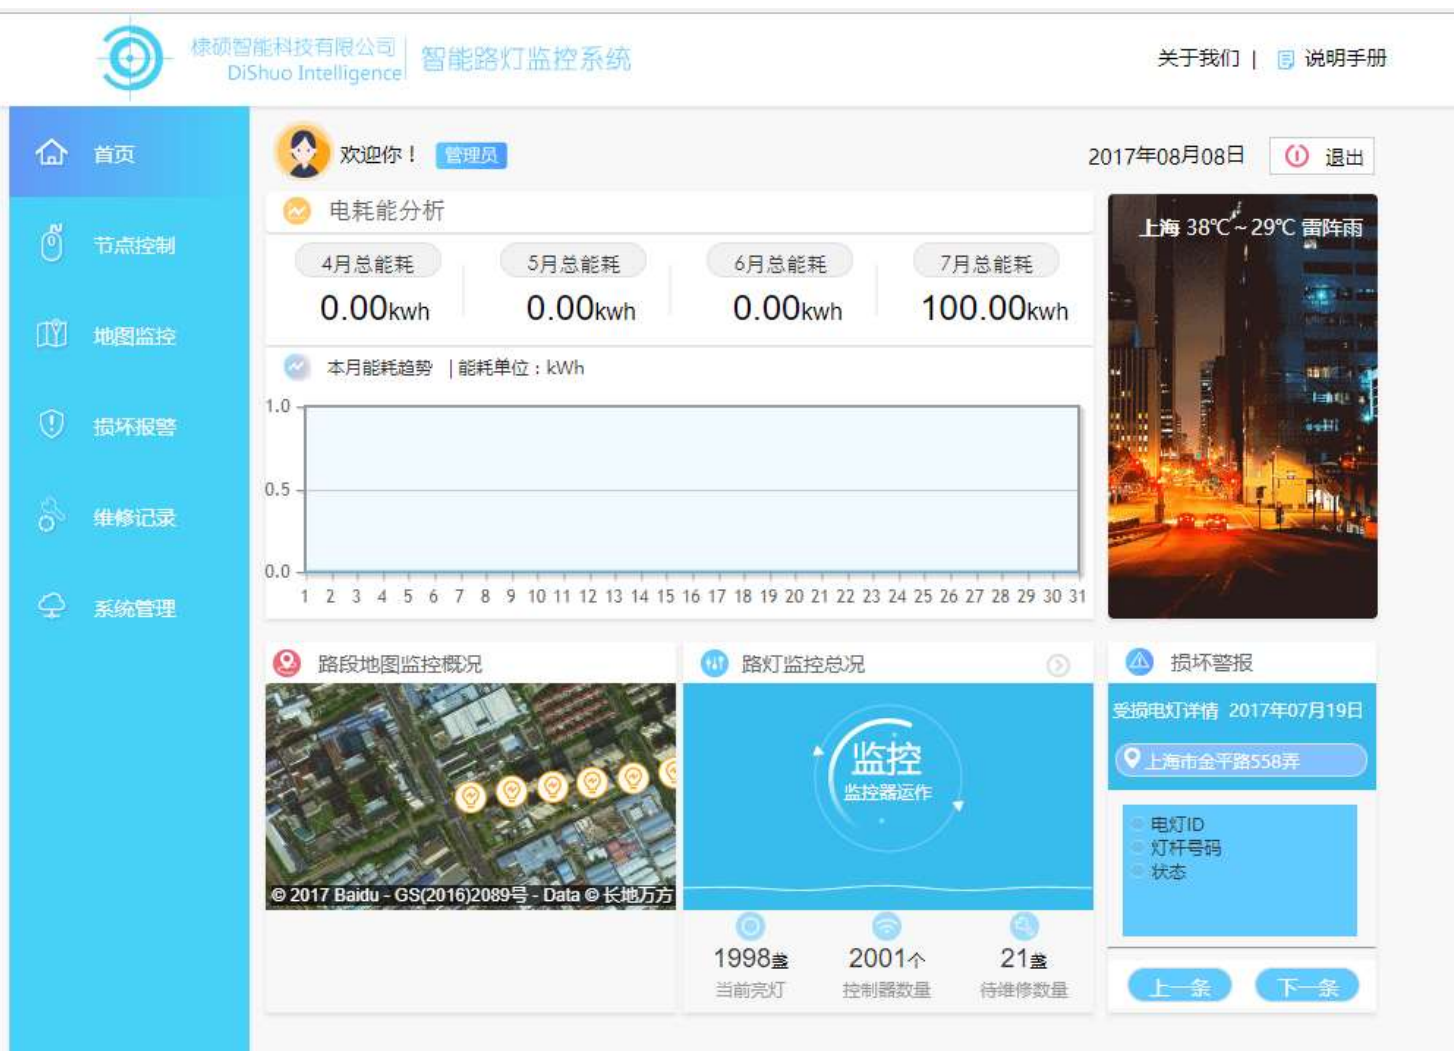 棣硕智能科技有限公司
DiShuo Intelligence
智能路灯监控系统
关于我们 | 说明手册
首页
节点控制
地图监控
损坏报警
维修记录
系统管理
欢迎你！ 管理员
2017年08月08日 退出
电耗能分析
4月总能耗 5月总能耗 6月总能耗 7月总能耗
0.00kwh 0.00kwh 0.00kwh 100.00kwh
上海 38℃~29℃ 雷阵雨
本月能耗趋势 | 能耗单位：kWh
1.0
0.5
0.0
1 2 3 4 5 6 7 8 9 10 11 12 13 14 15 16 17 18 19 20 21 22 23 24 25 26 27 28 29 30 31
路段地图监控概况
© 2017 Baidu - GS(2016)2089号 - Data © 长地万方
路灯监控总况
监控
监控器运作
1998盏 2001个 21盏
当前亮灯 控制器数量 待维修数量
损坏警报
受损电灯详情 2017年07月19日
上海市金平路558弄
电灯ID
灯杆号码
状态
上一条 下一条